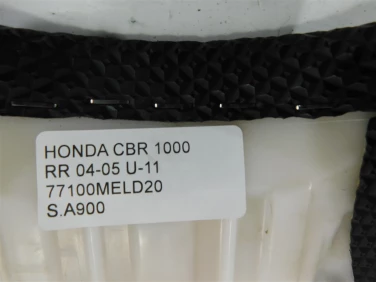 HONDA CBR 1000
RR 04-05 U-11
77100MELD20
S.A900